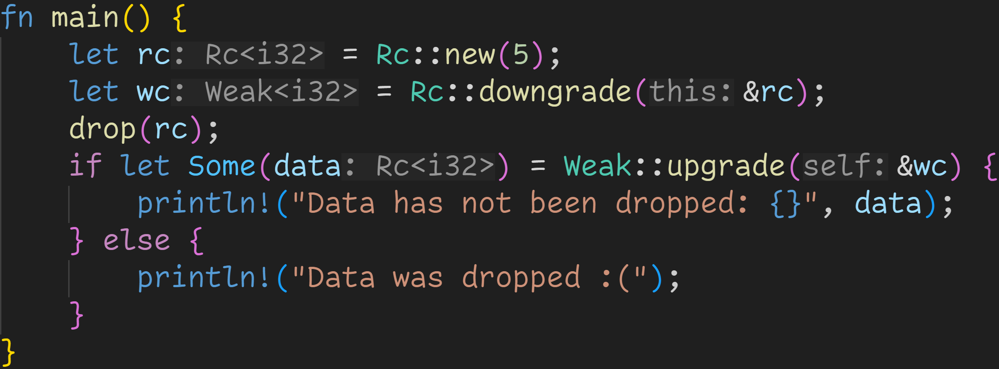 fn main() {
    let rc: Rc<i32> = Rc::new(5);
    let wc: Weak<i32> = Rc::downgrade(this: &rc);
    drop(rc);
    if let Some(data: Rc<i32>) = Weak::upgrade(self: &wc) {
        println!("Data has not been dropped: {}", data);
    } else {
        println!("Data was dropped :(");
    }
}